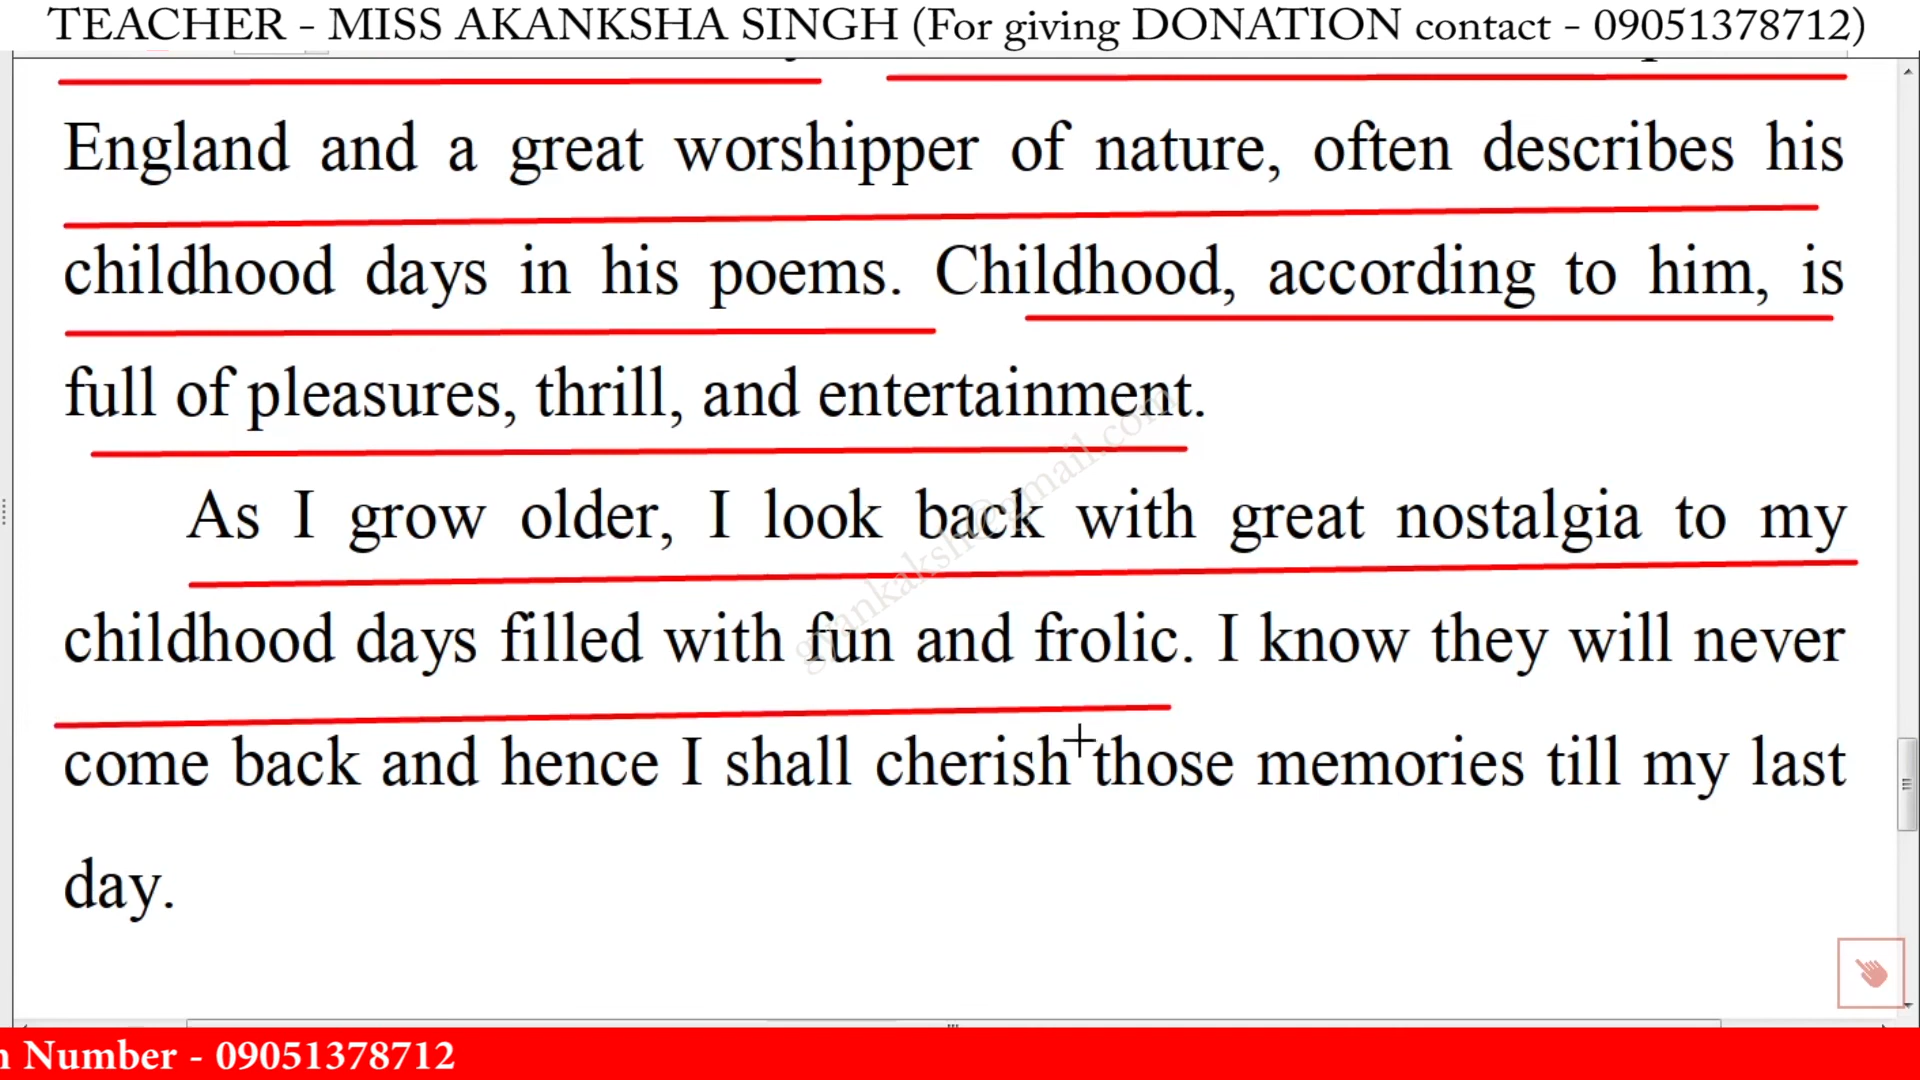 TEACHER - MISS AKANKSHA SINGH (For giving DONATION contact - 09051378712)
England and a great worshipper of nature, often describes his
childhood days in his poems. Childhood, according to him, is
full of pleasures, thrill, and entertainment.
As I grow older, I look back with great nostalgia to my
childhood days filled with fun and frolic. I know they will never
come back and hence I shall cherish those memories till my last
day.
gyankaksh@gmail.com
n Number - 09051378712